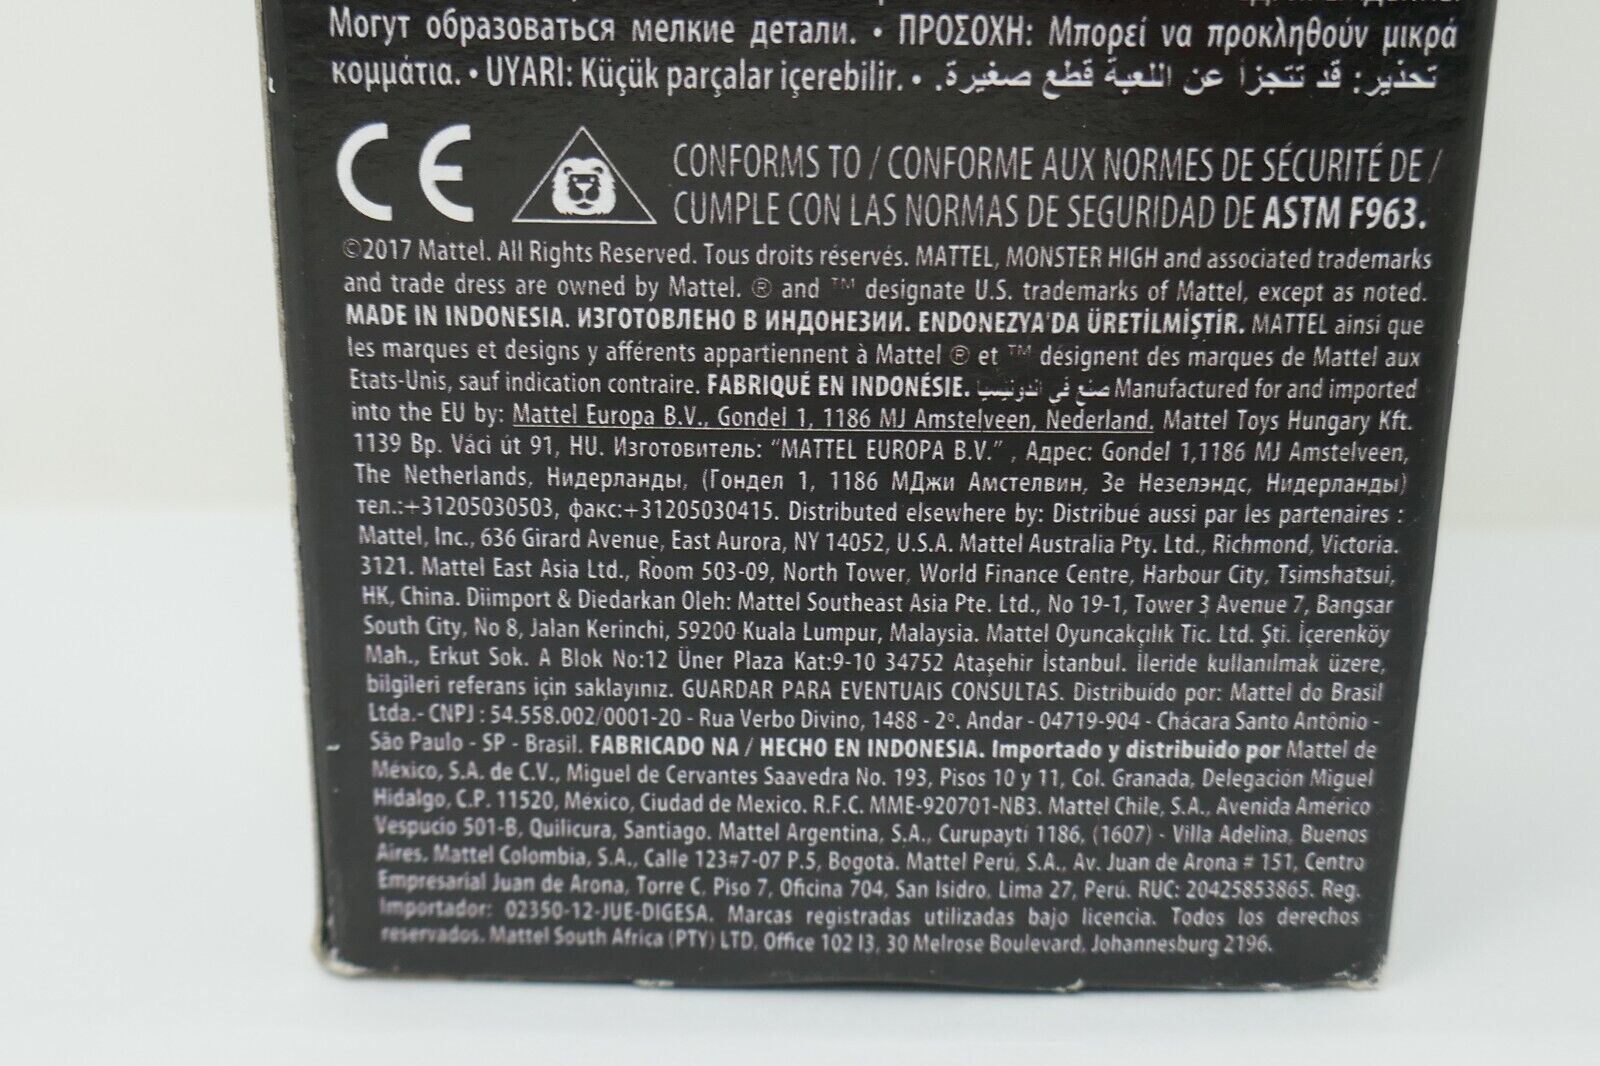 Могут образоваться мелкие детали. • ΠΡΟΣΟΧΗ: Μπορεί να προκληθούν μικρά
κομμάτια. • UYARI: Küçük parçalar içerebilir. • تحذير: قد تتجزأ عن اللعبة قطع صغيرة.
CE
CONFORMS TO / CONFORME AUX NORMES DE SÉCURITÉ DE /
CUMPLE CON LAS NORMAS DE SEGURIDAD DE ASTM F963.
©2017 Mattel. All Rights Reserved. Tous droits réservés. MATTEL, MONSTER HIGH and associated trademarks
and trade dress are owned by Mattel. ® and ™ designate U.S. trademarks of Mattel, except as noted.
MADE IN INDONESIA. ИЗГОТОВЛЕНО В ИНДОНЕЗИИ. ENDONEZYA'DA ÜRETİLMİŞTİR. MATTEL ainsi que
les marques et designs y afférents appartiennent à Mattel ® et ™ désignent des marques de Mattel aux
Etats-Unis, sauf indication contraire. FABRIQUÉ EN INDONÉSIE. صنع في اندونيسيا Manufactured for and imported
into the EU by: Mattel Europa B.V., Gondel 1, 1186 MJ Amstelveen, Nederland. Mattel Toys Hungary Kft.
1139 Bp. Váci út 91, HU. Изготовитель: "MATTEL EUROPA B.V." , Адрес: Gondel 1,1186 MJ Amstelveen,
The Netherlands, Нидерланды, (Гондел 1, 1186 МДжи Амстелвин, Зе Незелэндс, Нидерланды)
тел.:+31205030503, факс:+31205030415. Distributed elsewhere by: Distribué aussi par les partenaires :
Mattel, Inc., 636 Girard Avenue, East Aurora, NY 14052, U.S.A. Mattel Australia Pty. Ltd., Richmond, Victoria.
3121. Mattel East Asia Ltd., Room 503-09, North Tower, World Finance Centre, Harbour City, Tsimshatsui,
HK, China. Diimport & Diedarkan Oleh: Mattel Southeast Asia Pte. Ltd., No 19-1, Tower 3 Avenue 7, Bangsar
South City, No 8, Jalan Kerinchi, 59200 Kuala Lumpur, Malaysia. Mattel Oyuncakçılık Tic. Ltd. Şti. İçerenköy
Mah., Erkut Sok. A Blok No:12 Üner Plaza Kat:9-10 34752 Ataşehir İstanbul. İleride kullanılmak üzere,
bilgileri referans için saklayınız. GUARDAR PARA EVENTUAIS CONSULTAS. Distribuído por: Mattel do Brasil
Ltda.- CNPJ : 54.558.002/0001-20 - Rua Verbo Divino, 1488 - 2º. Andar - 04719-904 - Chácara Santo Antônio -
São Paulo - SP - Brasil. FABRICADO NA / HECHO EN INDONESIA. Importado y distribuido por Mattel de
México, S.A. de C.V., Miguel de Cervantes Saavedra No. 193, Pisos 10 y 11, Col. Granada, Delegación Miguel
Hidalgo, C.P. 11520, México, Ciudad de Mexico. R.F.C. MME-920701-NB3. Mattel Chile, S.A., Avenida Américo
Vespucio 501-B, Quilicura, Santiago. Mattel Argentina, S.A., Curupaytí 1186, (1607) - Villa Adelina, Buenos
Aires. Mattel Colombia, S.A., Calle 123#7-07 P.5, Bogotá. Mattel Perú, S.A., Av. Juan de Arona # 151, Centro
Empresarial Juan de Arona, Torre C, Piso 7, Oficina 704, San Isidro, Lima 27, Perú. RUC: 20425853865. Reg.
Importador: 02350-12-JUE-DIGESA. Marcas registradas utilizadas bajo licencia. Todos los derechos
reservados. Mattel South Africa (PTY) LTD, Office 102 I3, 30 Melrose Boulevard, Johannesburg 2196.